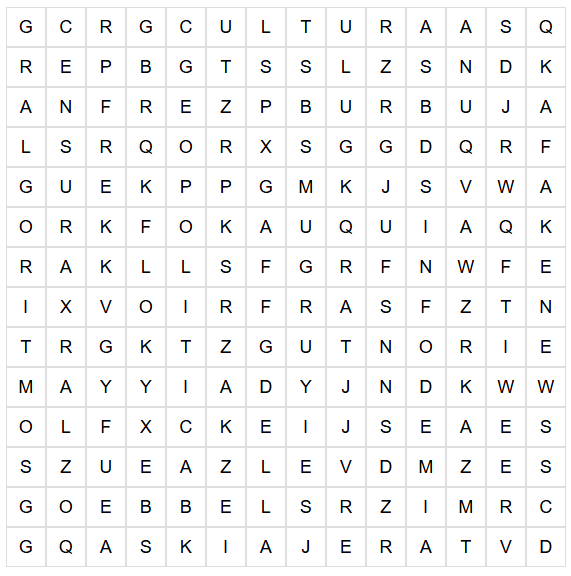 G C R G C U L T U R A A S Q
R E P B G T S S L Z S N D K
A N F R E Z P B U R B U J A
L S R Q O R X S G G D Q R F
G U E K P P G M K J S V W A
O R K F O K A U Q U I A Q K
R A K L L S F G R F N W F E
I X V O I R F R A S F Z T N
T R G K T Z G U T N O R I E
M A Y Y I A D Y J N D K W W
O L F X C K E I J S E A E S
S Z U E A Z L E V D M Z E S
G O E B B E L S R Z I M R C
G Q A S K I A J E R A T V D